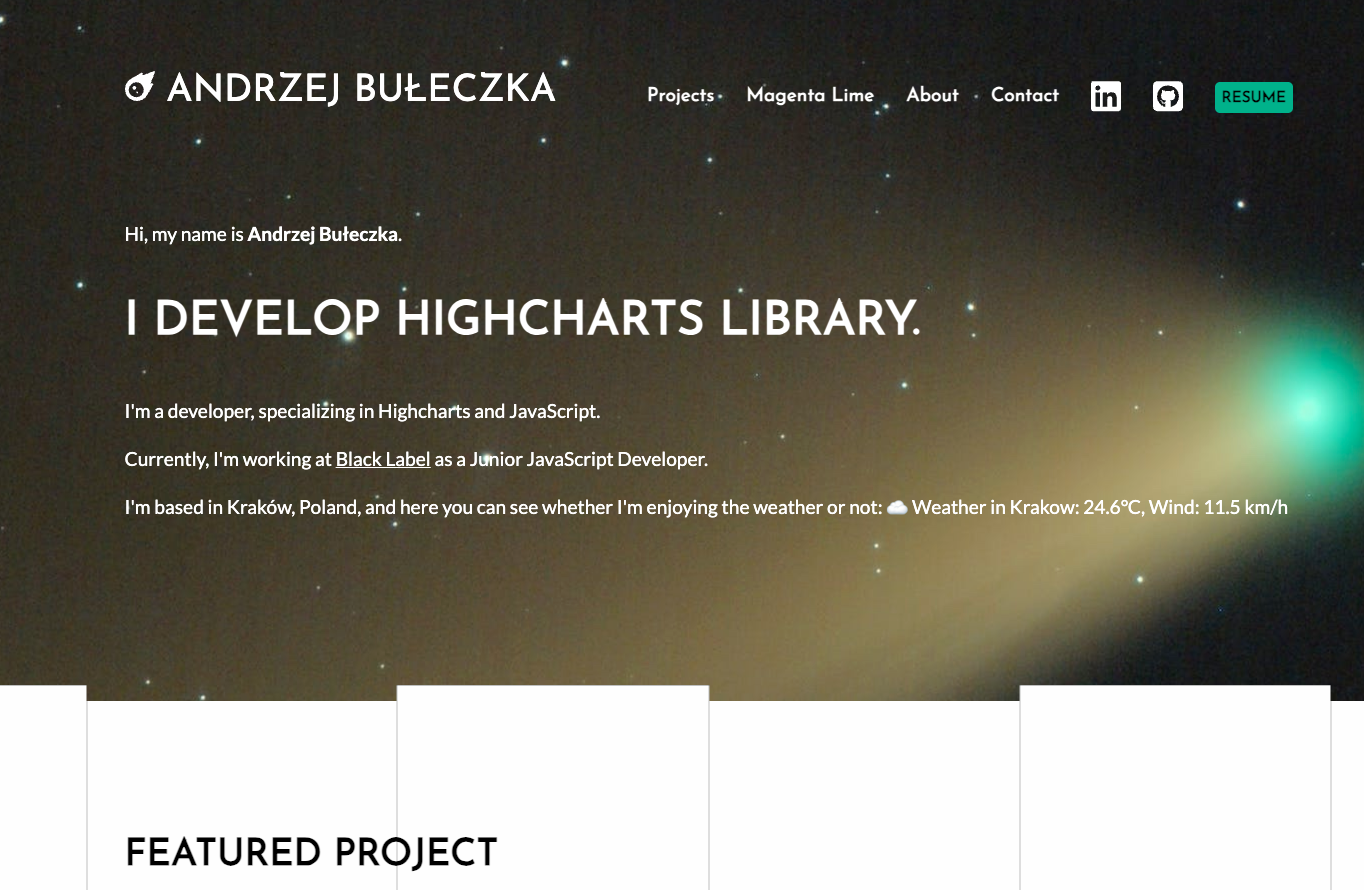 ANDRZEJ BUŁECZKA
Projects Magenta Lime About Contact in RESUME
Hi, my name is Andrzej Bułeczka.
I DEVELOP HIGHCHARTS LIBRARY.
I'm a developer, specializing in Highcharts and JavaScript.
Currently, I'm working at Black Label as a Junior JavaScript Developer.
I'm based in Kraków, Poland, and here you can see whether I'm enjoying the weather or not: ☁️ Weather in Krakow: 24.6°C, Wind: 11.5 km/h
FEATURED PROJECT